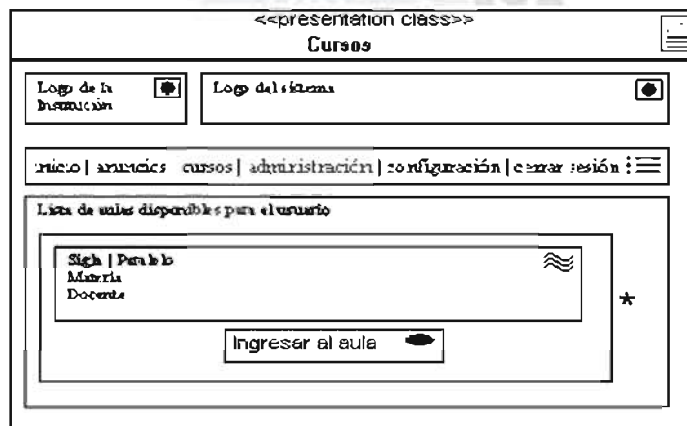 <<presentation class>>
Cursos
Logo de la
Institución
Logo del sistema
inicio | anuncios cursos | administración | configuración | cerrar sesión
Lista de aulas disponibles para el usuario
Sigla | Paralelo
Materia
Docente
*
Ingresar al aula